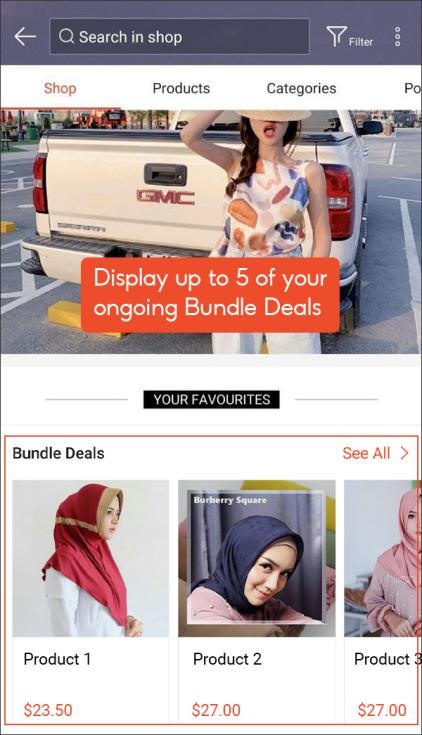 Search in shop
Filter
Shop Products Categories Po
GMC
SIERRA
Display up to 5 of your
ongoing Bundle Deals
YOUR FAVOURITES
Bundle Deals See All
Burberry Square
Product 1 Product 2 Product 3
$23.50 $27.00 $27.00